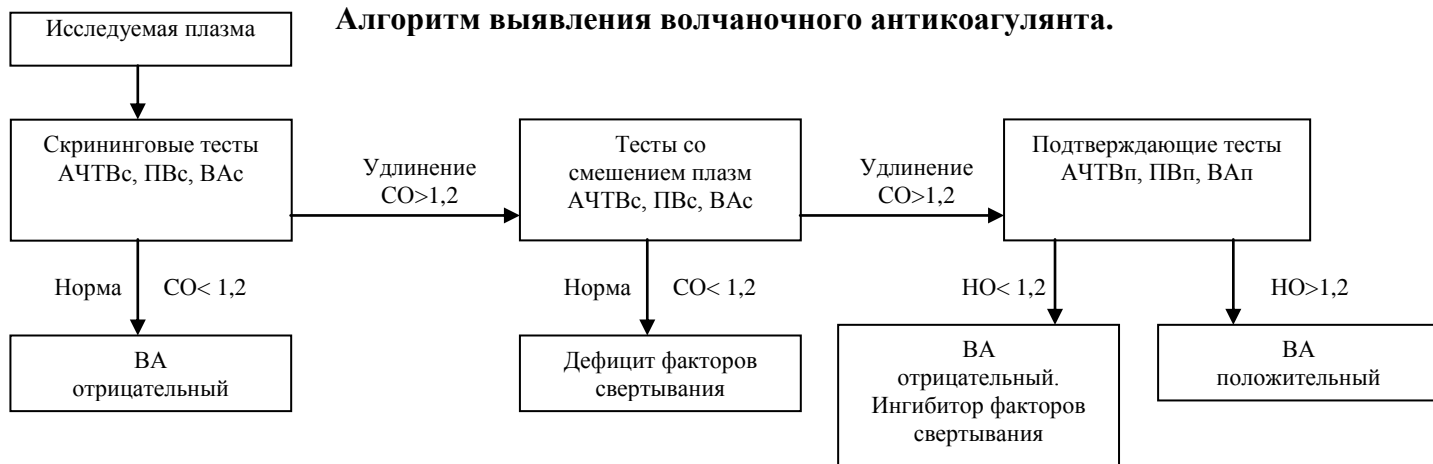 Алгоритм выявления волчаночного антикоагулянта.
Исследуемая плазма
Скрининговые тесты
АЧТВс, ПВс, ВАс
Удлинение
СО>1,2
Тесты со
смешением плазм
АЧТВс, ПВс, ВАс
Удлинение
СО>1,2
Подтверждающие тесты
АЧТВп, ПВп, ВАп
Норма СО< 1,2
Норма СО< 1,2
НО< 1,2
НО>1,2
ВА
отрицательный
Дефицит факторов
свертывания
ВА
отрицательный.
Ингибитор факторов
свертывания
ВА
положительный